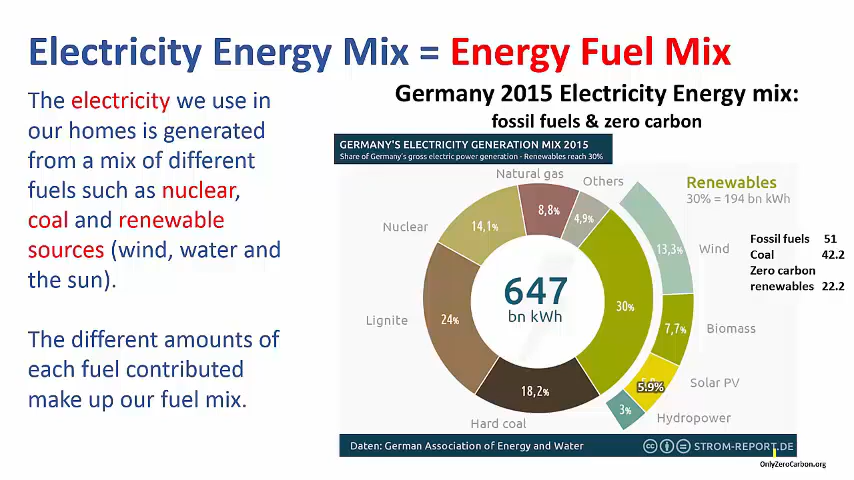 Electricity Energy Mix = Energy Fuel Mix
The electricity we use in
our homes is generated
from a mix of different
fuels such as nuclear,
coal and renewable
sources (wind, water and
the sun).
The different amounts of
each fuel contributed
make up our fuel mix.
Germany 2015 Electricity Energy mix:
fossil fuels & zero carbon
GERMANY'S ELECTRICITY GENERATION MIX 2015
Share of Germany's gross electric power generation - Renewables reach 30%
Natural gas
Others
Renewables
30% = 194 bn kWh
8,8%
4,9%
Nuclear
14,1%
13,3%
Wind
Fossil fuels 51
Coal 42.2
Zero carbon
renewables 22.2
647
bn kWh
30%
Lignite
24%
7,7%
Biomass
5.9%
Solar PV
18,2%
3%
Hydropower
Hard coal
Daten: German Association of Energy and Water
STROM-REPORT.DE
OnlyZeroCarbon.org